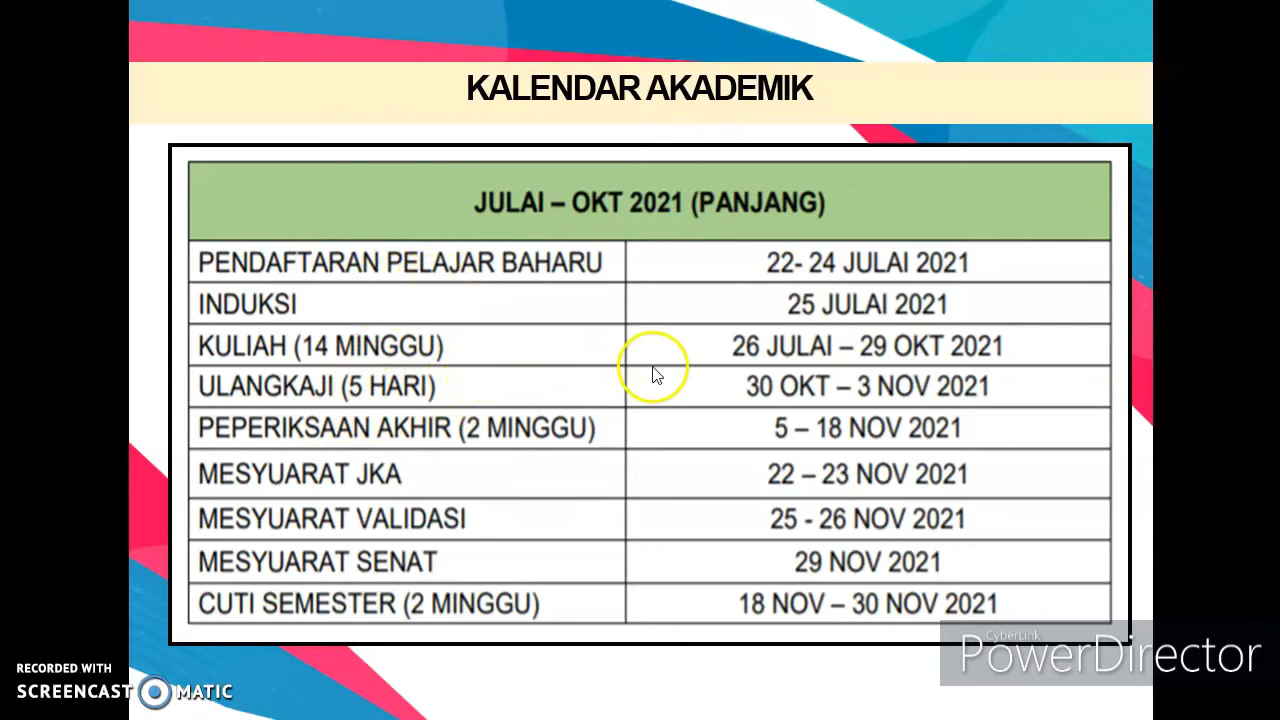 KALENDAR AKADEMIK
JULAI – OKT 2021 (PANJANG)
PENDAFTARAN PELAJAR BAHARU 22- 24 JULAI 2021
INDUKSI 25 JULAI 2021
KULIAH (14 MINGGU) 26 JULAI – 29 OKT 2021
ULANGKAJI (5 HARI) 30 OKT – 3 NOV 2021
PEPERIKSAAN AKHIR (2 MINGGU) 5 – 18 NOV 2021
MESYUARAT JKA 22 – 23 NOV 2021
MESYUARAT VALIDASI 25 - 26 NOV 2021
MESYUARAT SENAT 29 NOV 2021
CUTI SEMESTER (2 MINGGU) 18 NOV – 30 NOV 2021
CyberLink
PowerDirector
RECORDED WITH
SCREENCAST MATIC